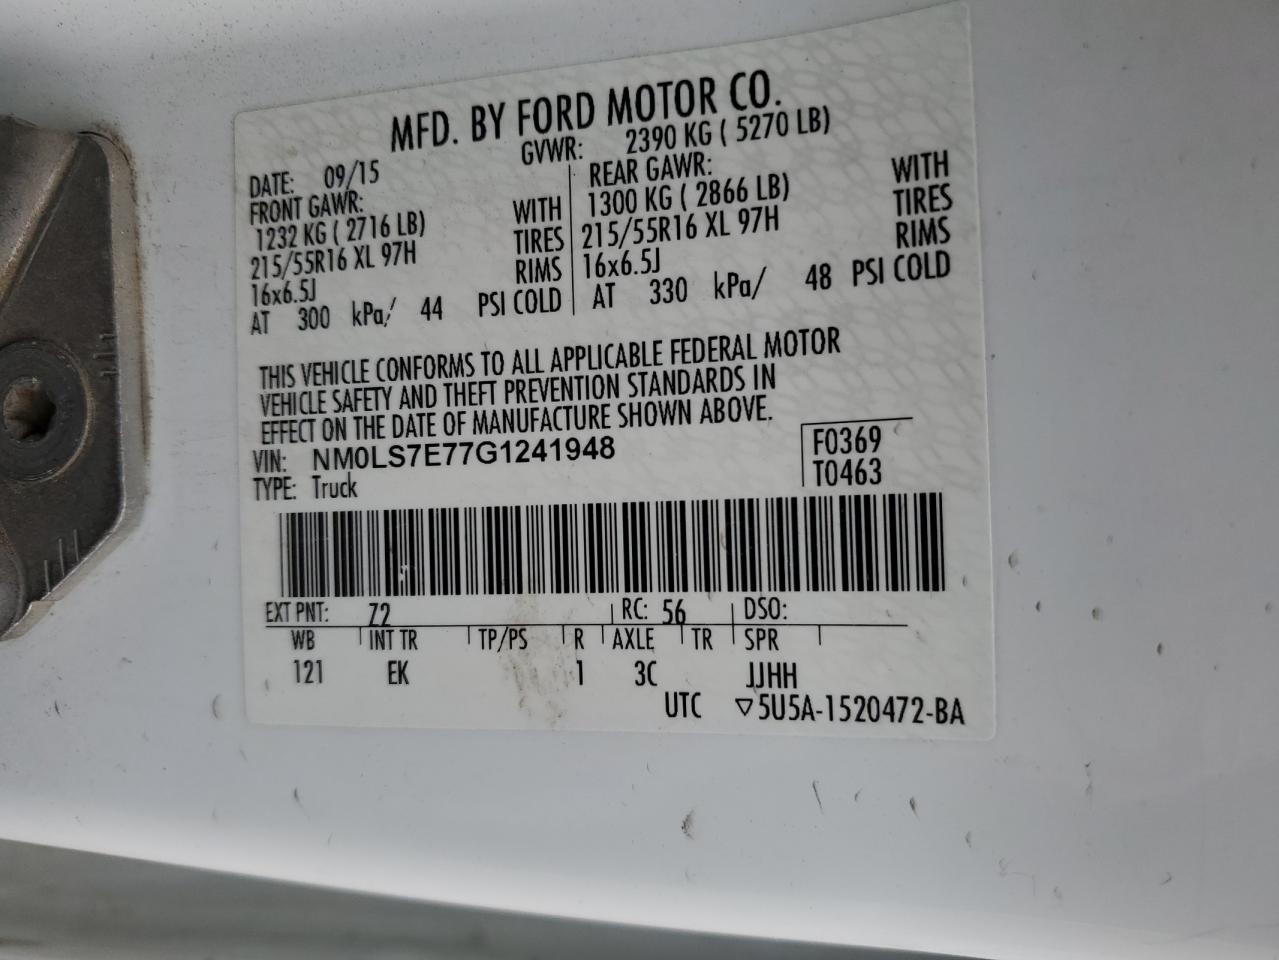 MFD. BY FORD MOTOR CO.
DATE: 09/15 GVWR: 2390 KG ( 5270 LB)
FRONT GAWR: REAR GAWR:
1232 KG ( 2716 LB) WITH 1300 KG ( 2866 LB) WITH
215/55R16 XL 97H TIRES 215/55R16 XL 97H TIRES
16x6.5J RIMS 16x6.5J RIMS
AT 300 kPa/ 44 PSI COLD AT 330 kPa/ 48 PSI COLD
THIS VEHICLE CONFORMS TO ALL APPLICABLE FEDERAL MOTOR
VEHICLE SAFETY AND THEFT PREVENTION STANDARDS IN
EFFECT ON THE DATE OF MANUFACTURE SHOWN ABOVE.
VIN: NM0LS7E77G1241948 F0369
TYPE: Truck T0463
EXT PNT: Z2 RC: 56 DSO:
WB INT TR TP/PS R AXLE TR SPR
121 EK 1 3C JJHH
UTC ▽5U5A-1520472-BA